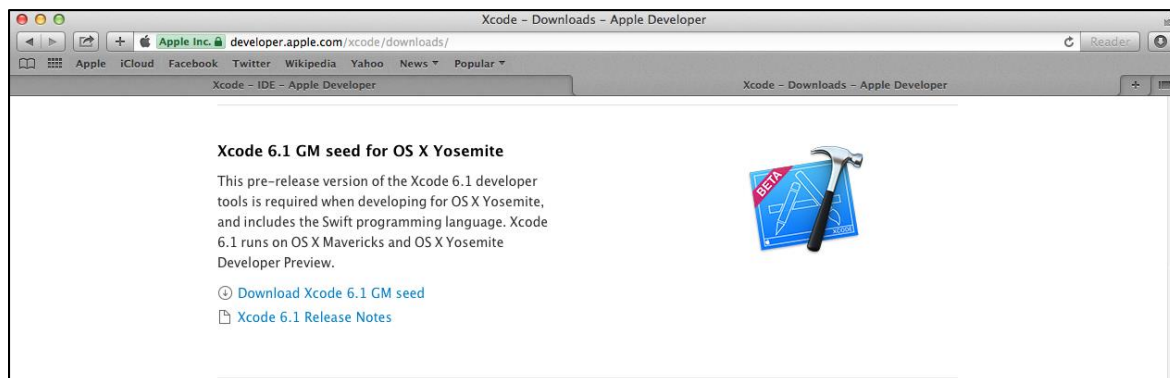 Xcode – Downloads – Apple Developer
Apple Inc. developer.apple.com/xcode/downloads/ Reader
Apple iCloud Facebook Twitter Wikipedia Yahoo News Popular
Xcode – IDE – Apple Developer Xcode – Downloads – Apple Developer
Xcode 6.1 GM seed for OS X Yosemite
This pre-release version of the Xcode 6.1 developer
tools is required when developing for OS X Yosemite,
and includes the Swift programming language. Xcode
6.1 runs on OS X Mavericks and OS X Yosemite
Developer Preview.
Download Xcode 6.1 GM seed
Xcode 6.1 Release Notes
BETA
XCODE